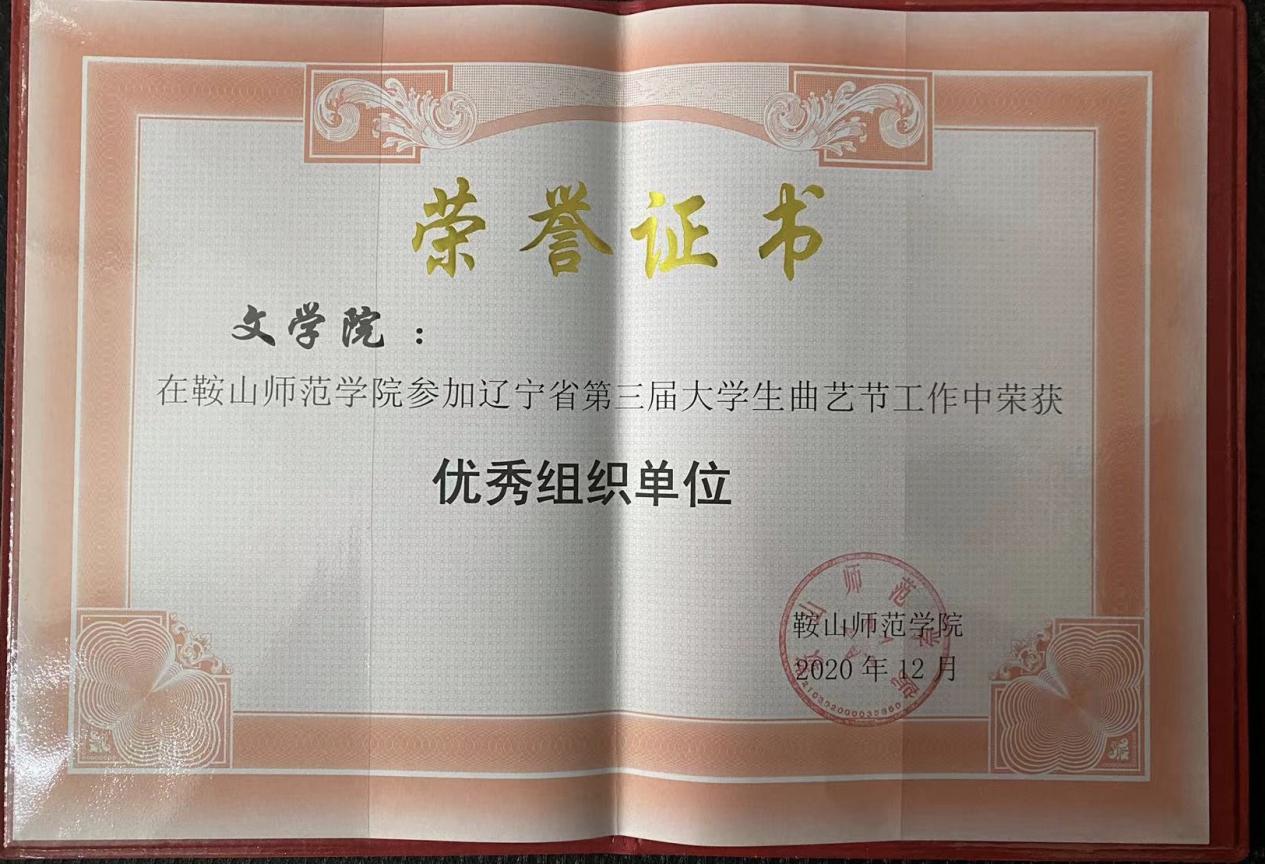 荣誉证书
文学院：
在鞍山师范学院参加辽宁省第三届大学生曲艺节工作中荣获
优秀组织单位
鞍山师范学院
2020年12月